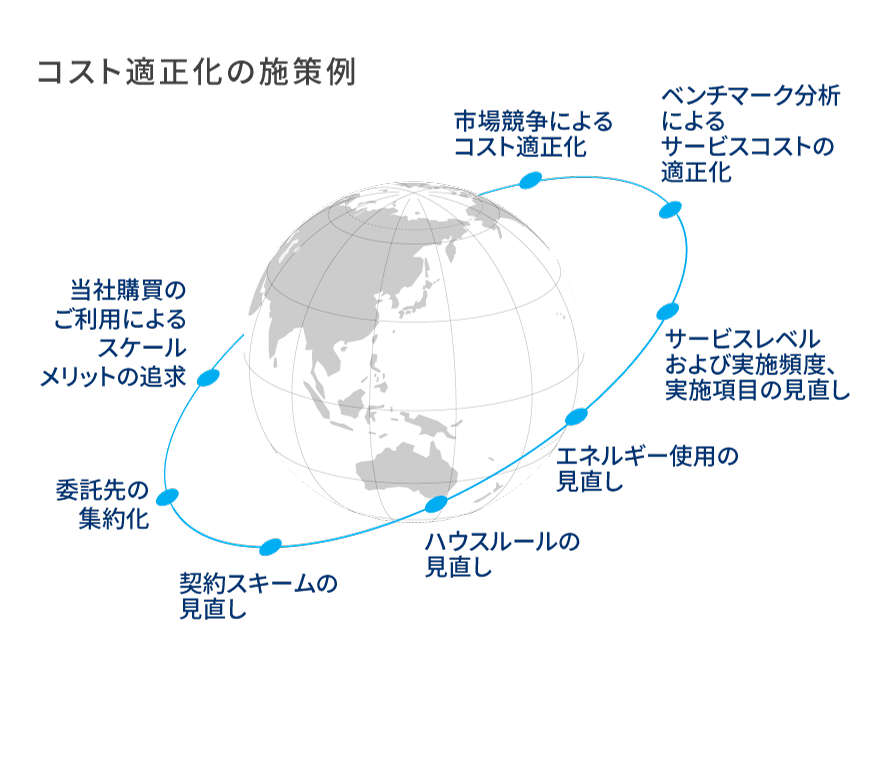 コスト適正化の施策例
市場競争による
コスト適正化
ベンチマーク分析
による
サービスコストの
適正化
サービスレベル
および実施頻度、
実施項目の見直し
エネルギー使用の
見直し
ハウスルールの
見直し
契約スキームの
見直し
委託先の
集約化
当社購買の
ご利用による
スケール
メリットの追求